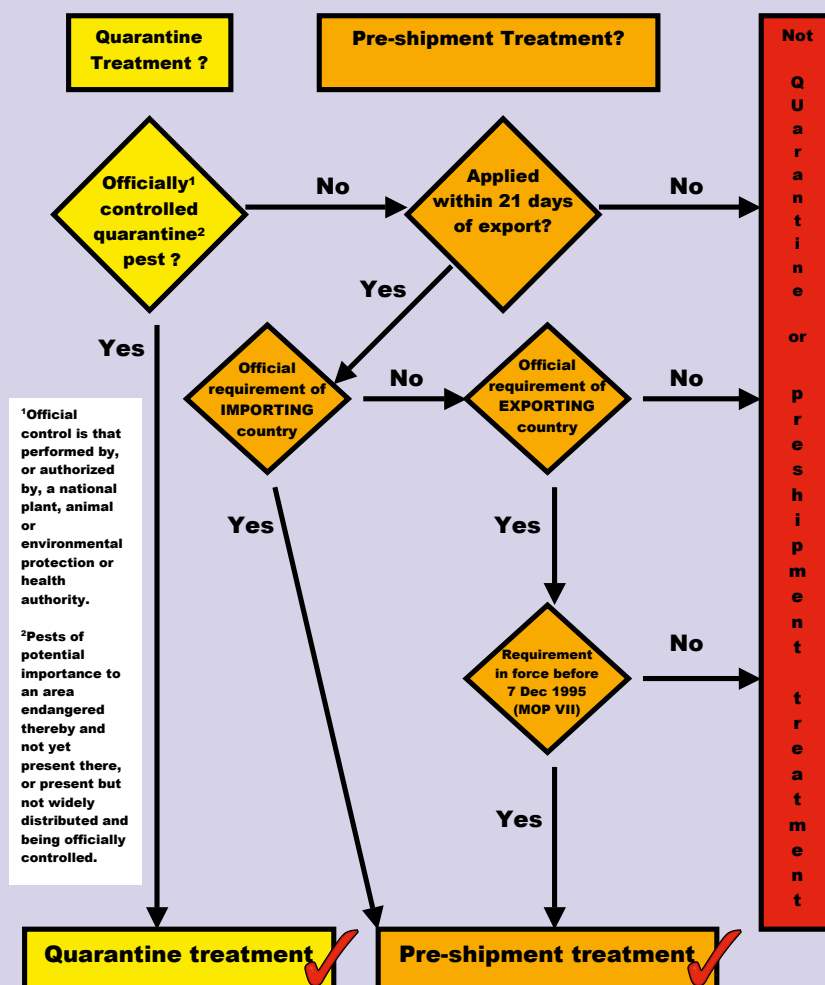 Quarantine
Treatment ?
Pre-shipment Treatment?
Officially¹
controlled
quarantine²
pest ?
No
Applied
within 21 days
of export?
No
Yes
Yes
Official
requirement of
IMPORTING
country
No
Official
requirement of
EXPORTING
country
No
Yes
Yes
Requirement
in force before
7 Dec 1995
(MOP VII)
No
Yes
¹Official
control is that
performed by,
or authorized
by, a national
plant, animal
or
environmental
protection or
health
authority.
²Pests of
potential
importance to
an area
endangered
thereby and
not yet
present there,
or present but
not widely
distributed and
being officially
controlled.
Quarantine treatment
Pre-shipment treatment
Not
QUarantine
or
preshipment
treatment